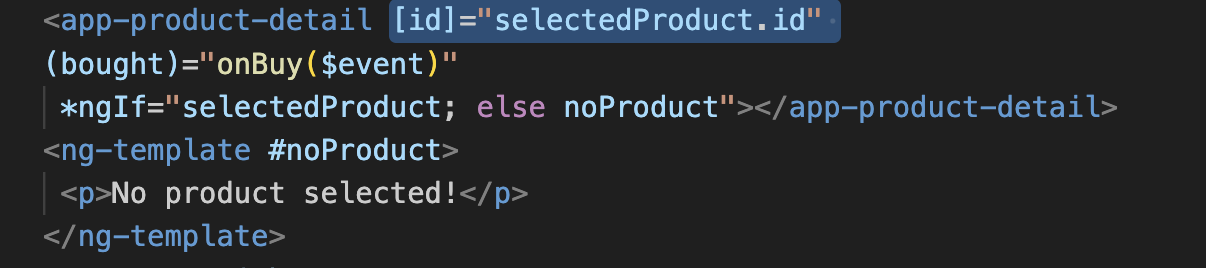 <app-product-detail [id]="selectedProduct.id"
(bought)="onBuy($event)"
*ngIf="selectedProduct; else noProduct"></app-product-detail>
<ng-template #noProduct>
<p>No product selected!</p>
</ng-template>